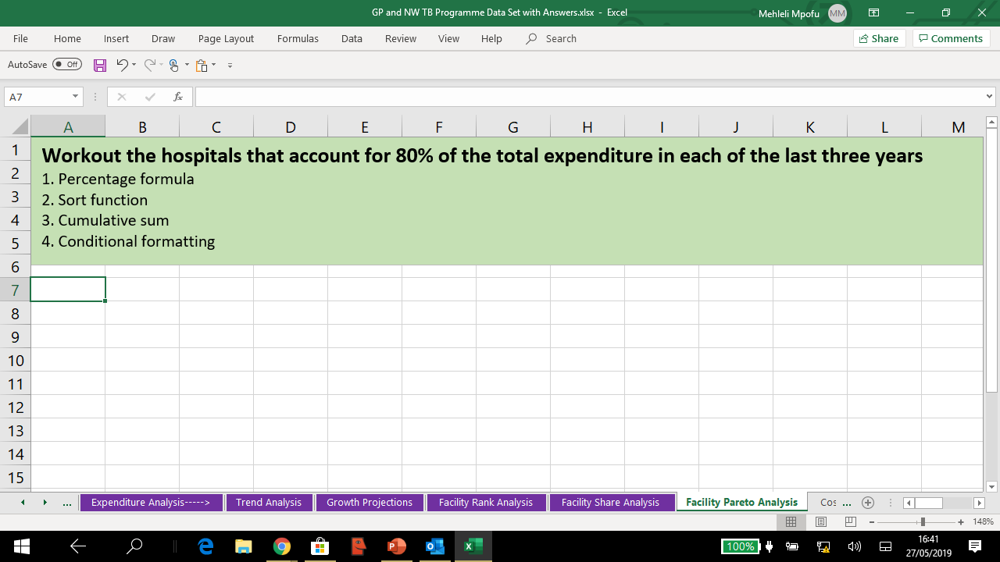 GP and NW TB Programme Data Set with Answers.xlsx - Excel
Mehleli Mpofu MM
File Home Insert Draw Page Layout Formulas Data Review View Help Search Share Comments
AutoSave Off
A7 fx
A B C D E F G H I J K L M
1 Workout the hospitals that account for 80% of the total expenditure in each of the last three years
2 1. Percentage formula
3 2. Sort function
4 3. Cumulative sum
5 4. Conditional formatting
6
7
8
9
10
11
12
13
14
15
... Expenditure Analysis-----> Trend Analysis Growth Projections Facility Rank Analysis Facility Share Analysis Facility Pareto Analysis Cos ...
148%
100% 16:41
27/05/2019